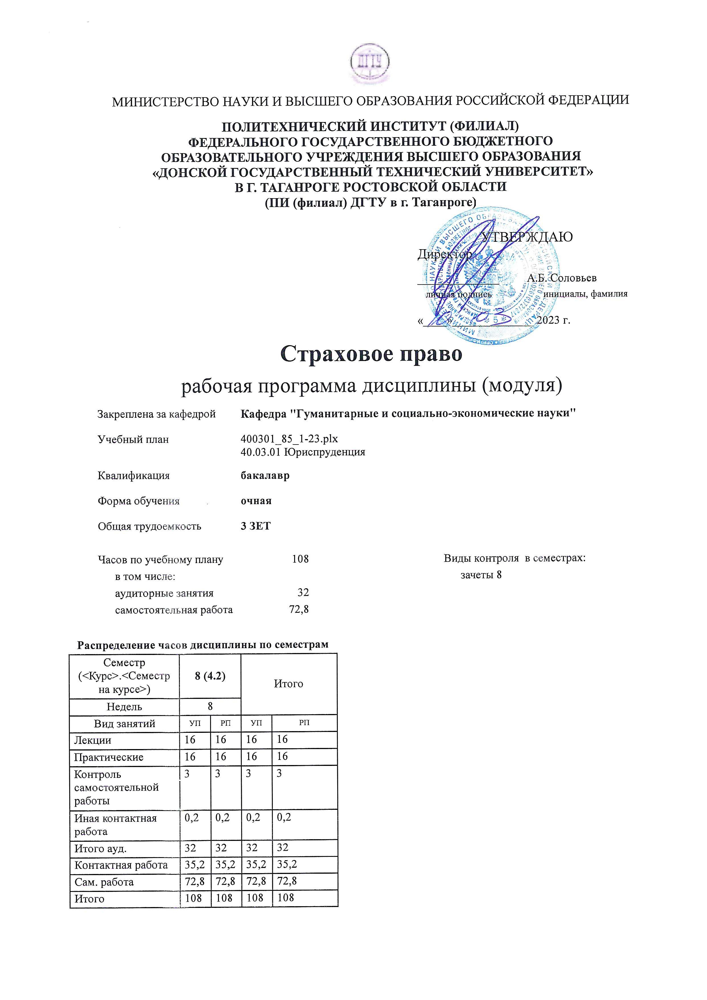 ДГТУ
МИНИСТЕРСТВО НАУКИ И ВЫСШЕГО ОБРАЗОВАНИЯ РОССИЙСКОЙ ФЕДЕРАЦИИ
ПОЛИТЕХНИЧЕСКИЙ ИНСТИТУТ (ФИЛИАЛ)
ФЕДЕРАЛЬНОГО ГОСУДАРСТВЕННОГО БЮДЖЕТНОГО
ОБРАЗОВАТЕЛЬНОГО УЧРЕЖДЕНИЯ ВЫСШЕГО ОБРАЗОВАНИЯ
«ДОНСКОЙ ГОСУДАРСТВЕННЫЙ ТЕХНИЧЕСКИЙ УНИВЕРСИТЕТ»
В Г. ТАГАНРОГЕ РОСТОВСКОЙ ОБЛАСТИ
(ПИ (филиал) ДГТУ в г. Таганроге)
УТВЕРЖДАЮ
Директор
А.Б. Соловьев
личная подпись инициалы, фамилия
«____» 03 2023 г.
Страховое право
рабочая программа дисциплины (модуля)
Закреплена за кафедрой Кафедра "Гуманитарные и социально-экономические науки"
Учебный план 400301_85_1-23.plx
40.03.01 Юриспруденция
Квалификация бакалавр
Форма обучения очная
Общая трудоемкость 3 ЗЕТ
Часов по учебному плану 108 Виды контроля в семестрах:
в том числе: зачеты 8
аудиторные занятия 32
самостоятельная работа 72,8
Распределение часов дисциплины по семестрам
Семестр
(<Курс>.<Семестр
на курсе>) 8 (4.2) Итого
Недель 8
Вид занятий УП РП УП РП
Лекции 16 16 16 16
Практические 16 16 16 16
Контроль 3 3 3 3
самостоятельной
работы
Иная контактная 0,2 0,2 0,2 0,2
работа
Итого ауд. 32 32 32 32
Контактная работа 35,2 35,2 35,2 35,2
Сам. работа 72,8 72,8 72,8 72,8
Итого 108 108 108 108